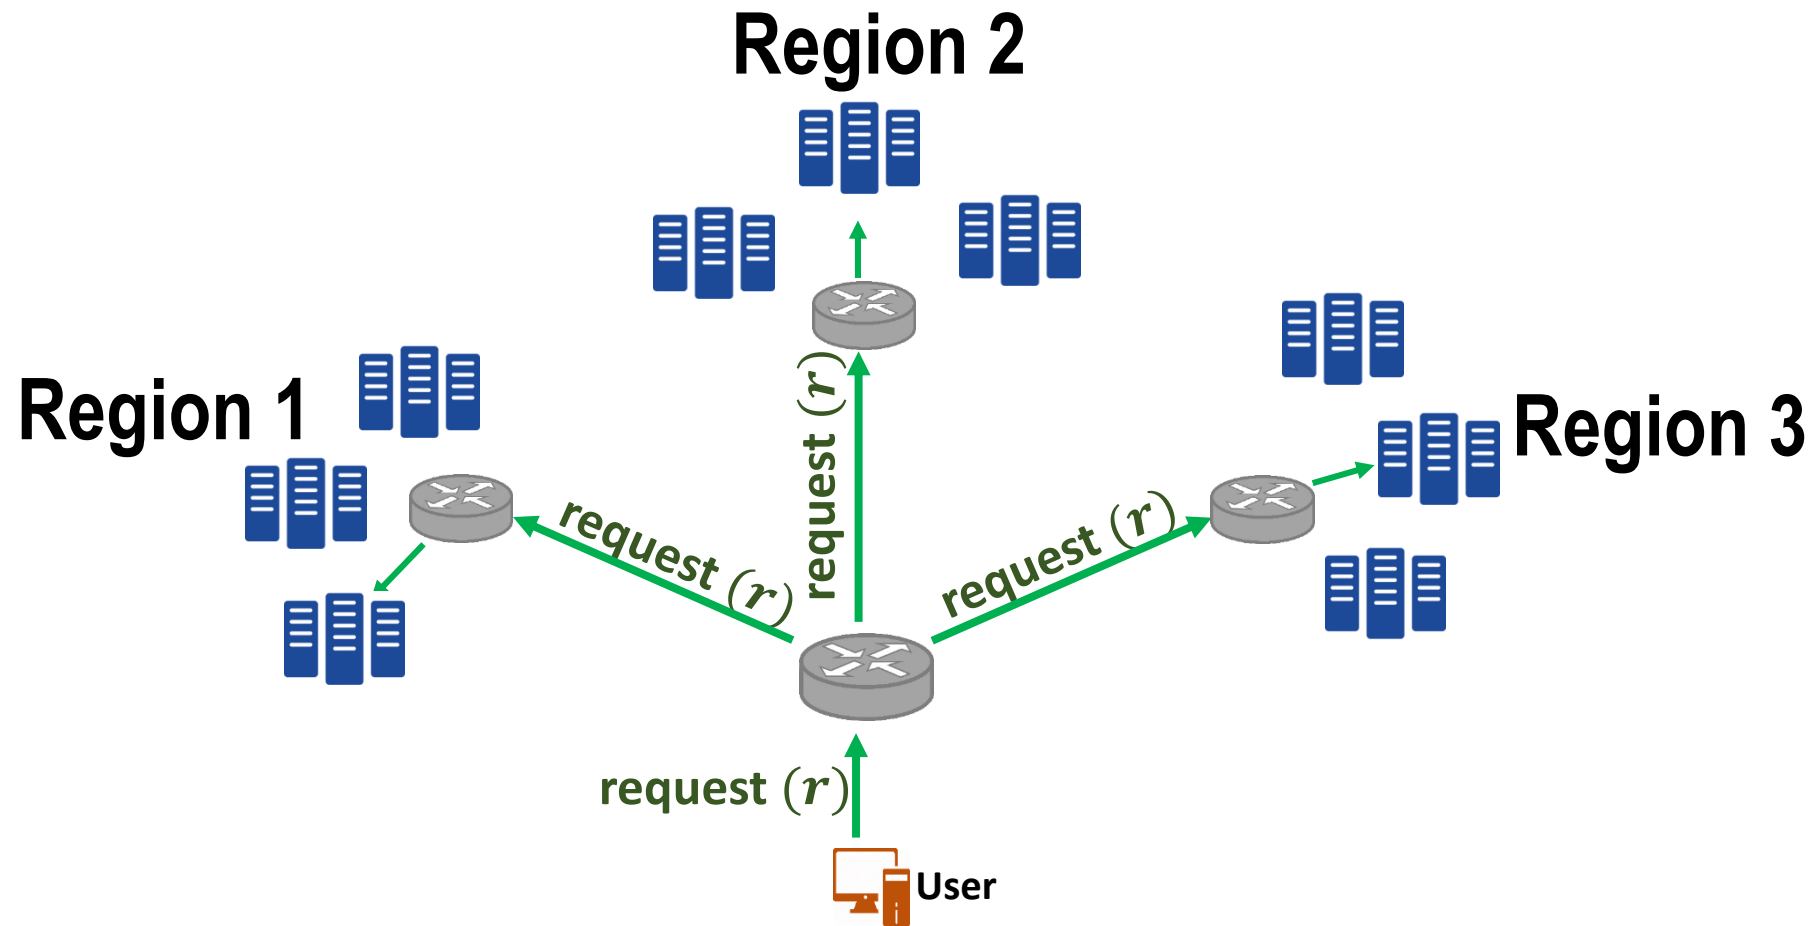 Region 2
Region 1
Region 3
request (r)
request (r)
request (r)
request (r)
User